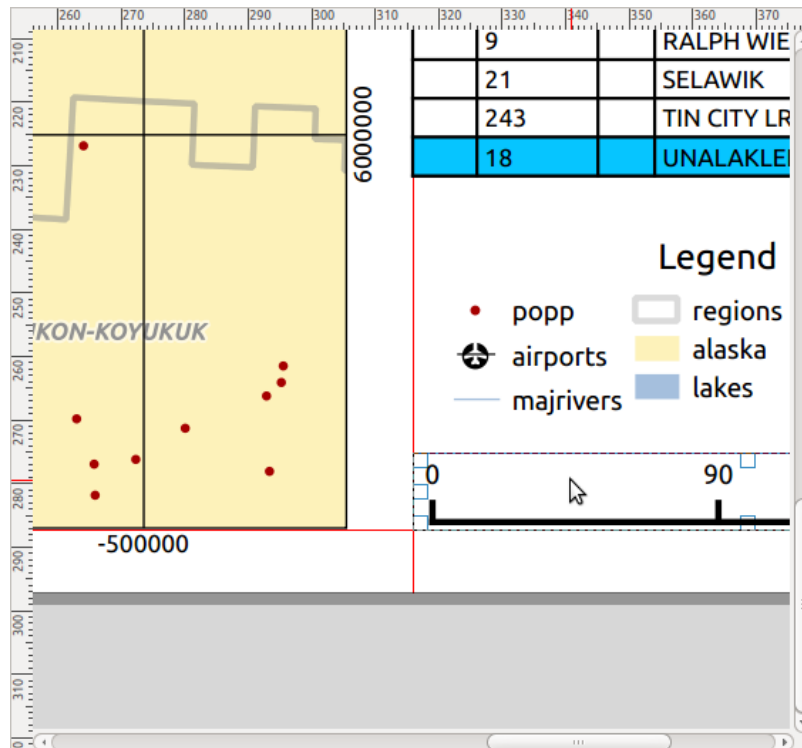 260 270 280 290 300 310 320 330 340 350 360 370
210
220
230
240
250
260
270
280
290
300
310
0
6000000
IKON-KOYUKUK
-500000
9 RALPH WIE
21 SELAWIK
243 TIN CITY LR
18 UNALAKLE
Legend
popp
airports
majrivers
regions
alaska
lakes
0 90